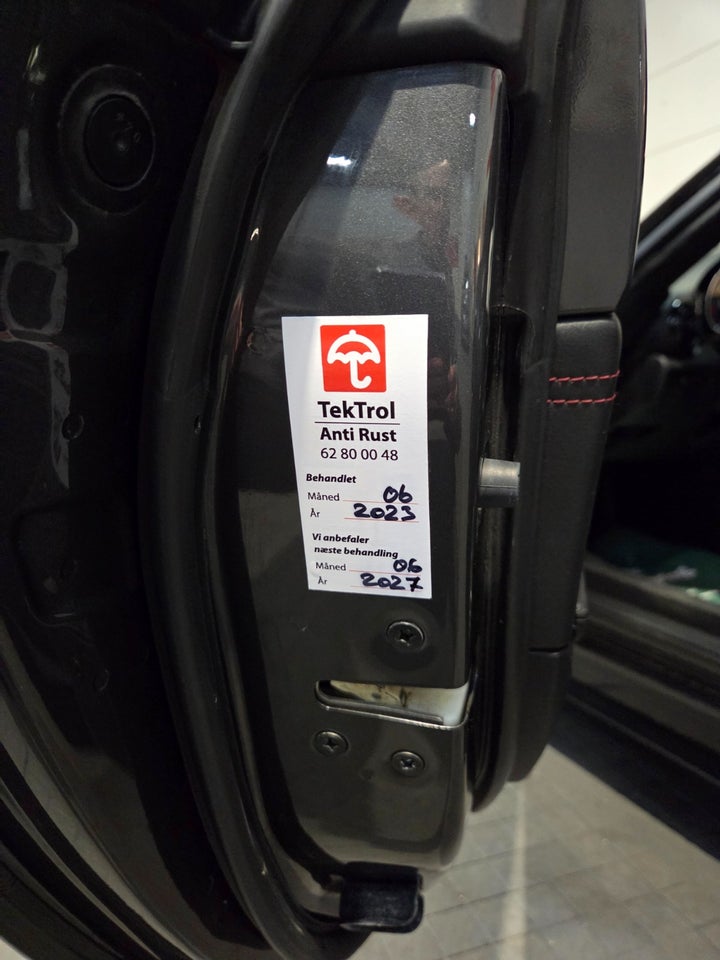 TekTrol
Anti Rust
62 80 00 48
Behandlet
Måned 06
År 2023
Vi anbefaler
næste behandling
Måned 06
År 2027